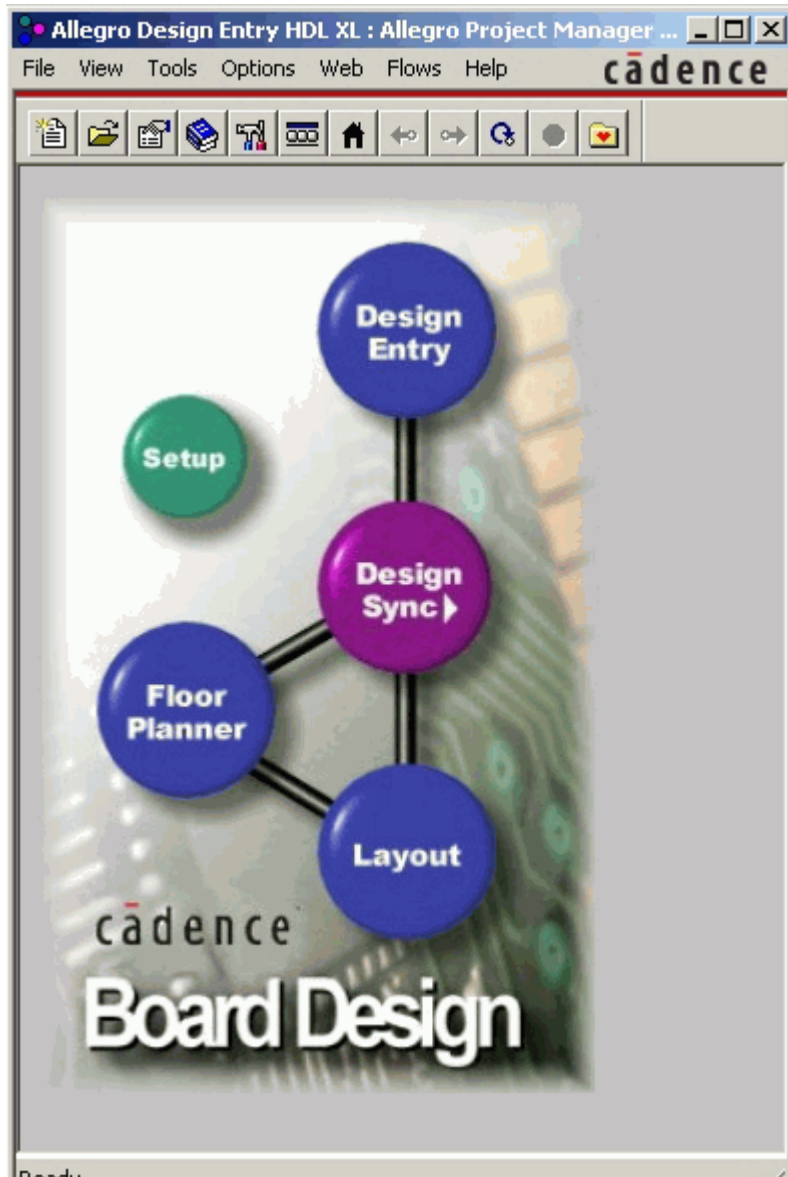 Allegro Design Entry HDL XL : Allegro Project Manager ...
File View Tools Options Web Flows Help cādence
Design
Entry
Setup
Design
Sync
Floor
Planner
Layout
cādence
Board Design
Ready